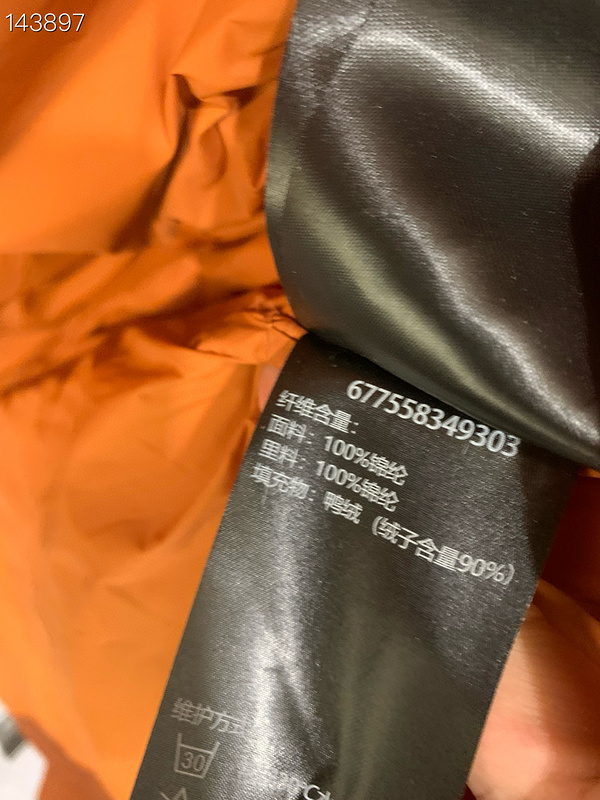 143897
677558349303
纤维含量：
面料：100%锦纶
里料：100%锦纶
填充物：鸭绒（绒子含量90%）
维护方式
30